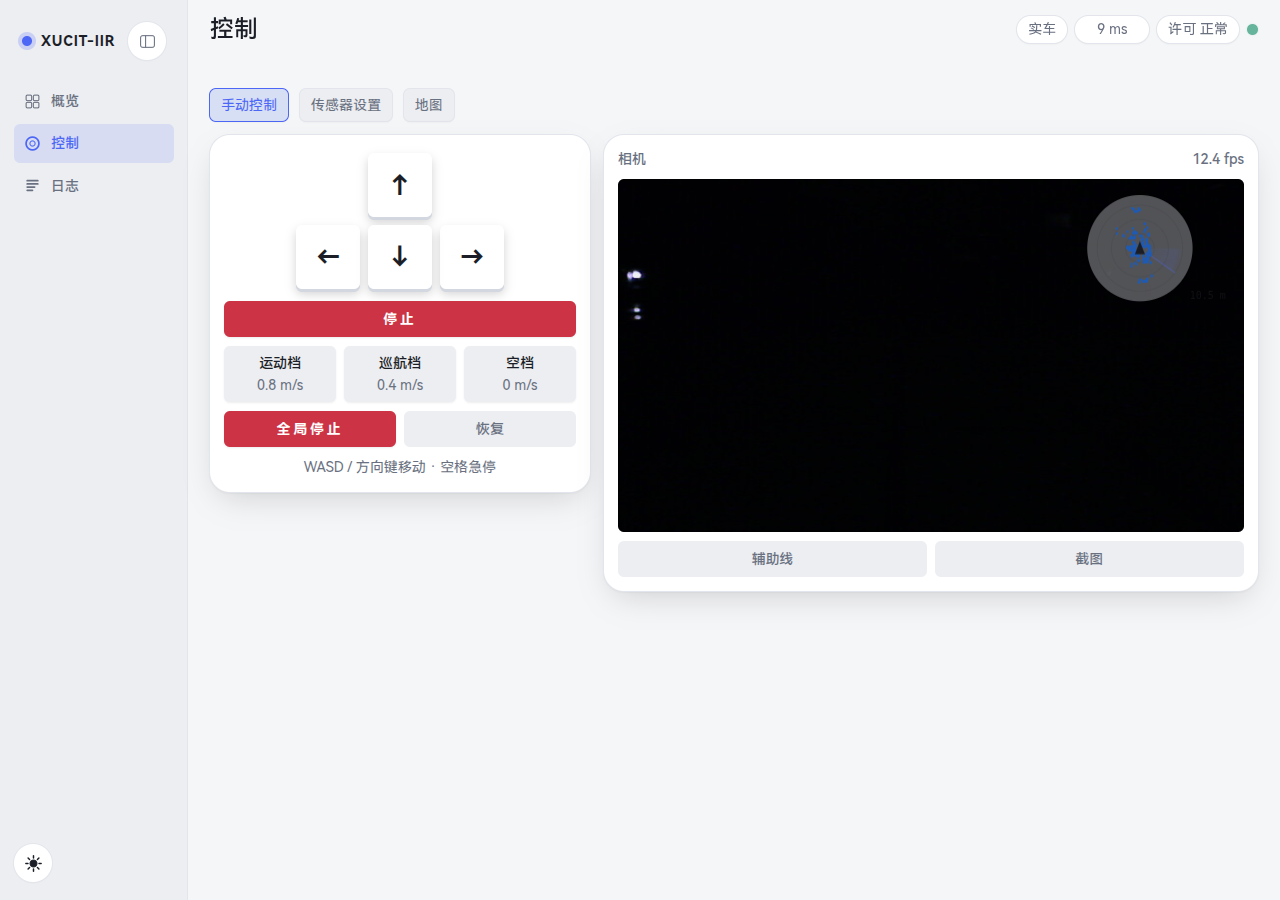 XUCIT-IIR
概览
控制
日志
控制
实车
9 ms
许可 正常
手动控制
传感器设置
地图
停止
运动档
0.8 m/s
巡航档
0.4 m/s
空档
0 m/s
全局停止
恢复
WASD / 方向键移动 · 空格急停
相机
12.4 fps
辅助线
截图